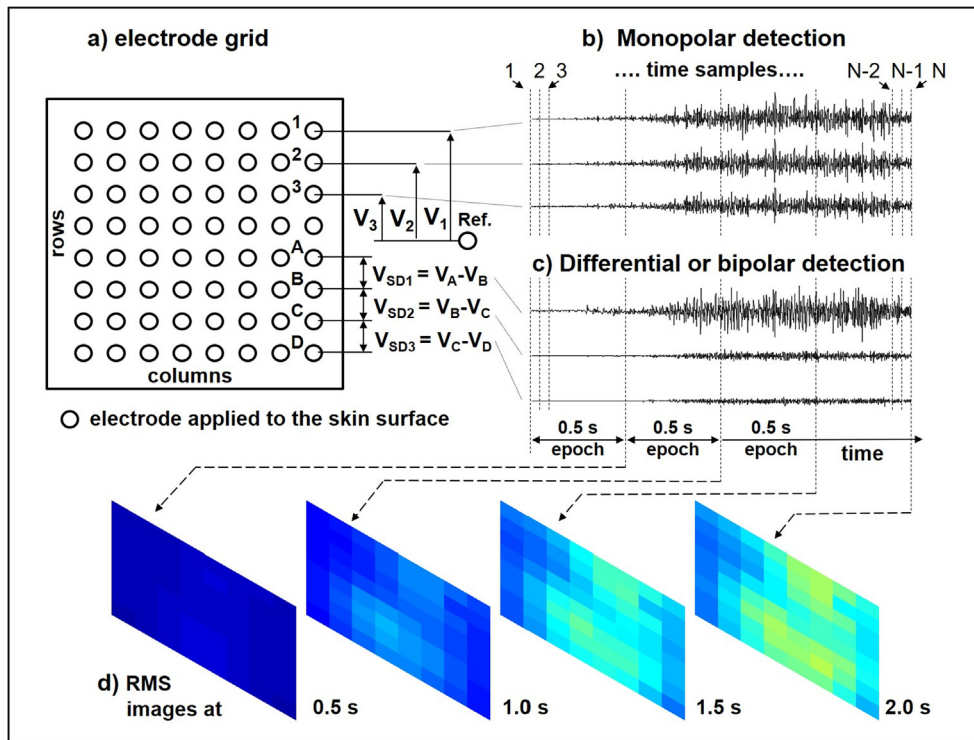 a) electrode grid
1
2
3
A
B
C
D
rows
columns
V3 V2 V1 Ref.
VSD1 = VA-VB
VSD2 = VB-VC
VSD3 = VC-VD
electrode applied to the skin surface
b) Monopolar detection
1 2 3 .... time samples.... N-2 N-1 N
c) Differential or bipolar detection
0.5 s 0.5 s 0.5 s
epoch epoch epoch time
d) RMS
images at 0.5 s 1.0 s 1.5 s 2.0 s